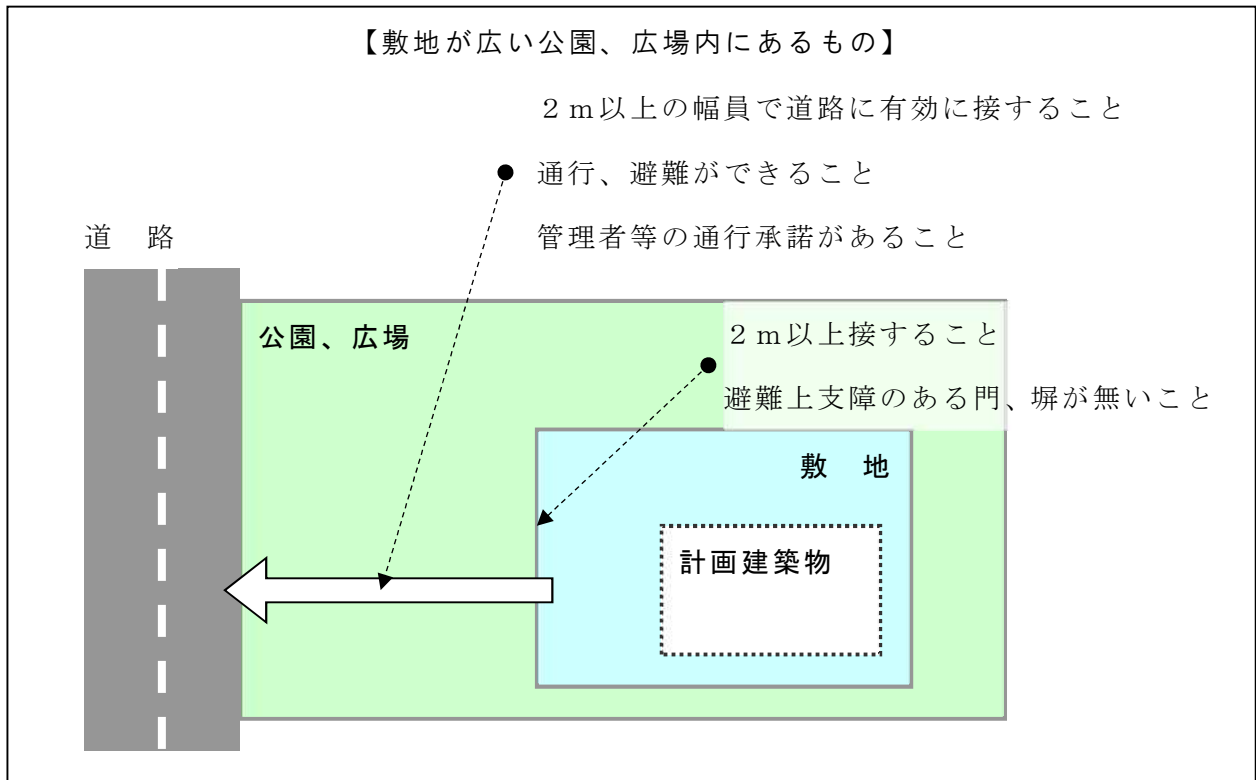 【敷地が広い公園、広場内にあるもの】
２ｍ以上の幅員で道路に有効に接すること
通行、避難ができること
管理者等の通行承諾があること
道　路
公園、広場
２ｍ以上接すること
避難上支障のある門、塀が無いこと
敷　地
計画建築物